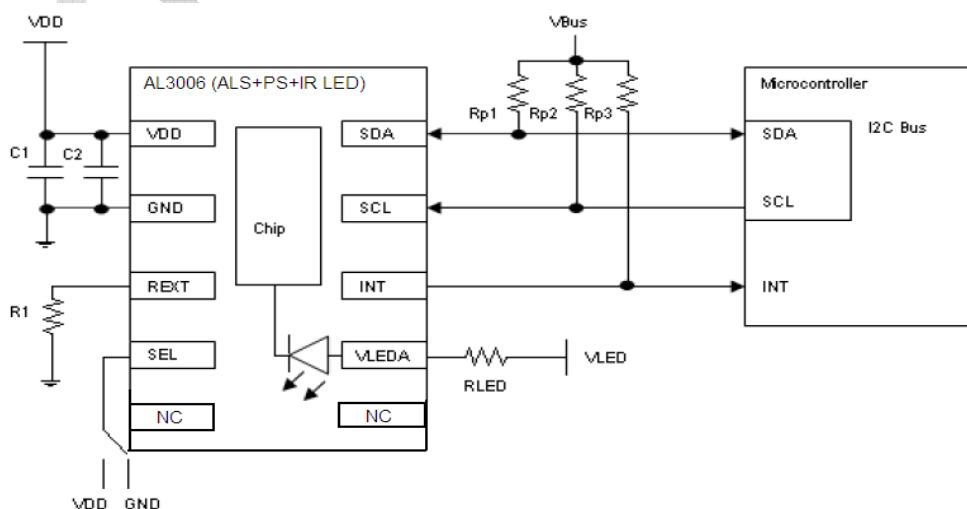 VDD
VBus
AL3006 (ALS+PS+IR LED)
Microcontroller
Rp1
Rp2
Rp3
VDD
SDA
SDA
I2C Bus
C1
C2
GND
SCL
SCL
Chip
REXT
INT
INT
R1
SEL
VLEDA
VLED
RLED
NC
NC
VDD
GND